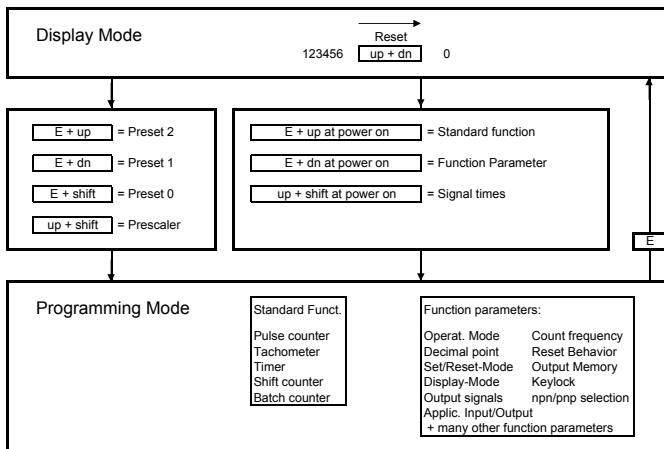 Display Mode
Reset
123456 up + dn 0
E + up = Preset 2
E + dn = Preset 1
E + shift = Preset 0
up + shift = Prescaler
E + up at power on = Standard function
E + dn at power on = Function Parameter
up + shift at power on = Signal times
E
Programming Mode
Standard Funct.
Pulse counter
Tachometer
Timer
Shift counter
Batch counter
Function parameters:
Operat. Mode Count frequency
Decimal point Reset Behavior
Set/Reset-Mode Output Memory
Display-Mode Keylock
Output signals npn/pnp selection
Applic. Input/Output
+ many other function parameters